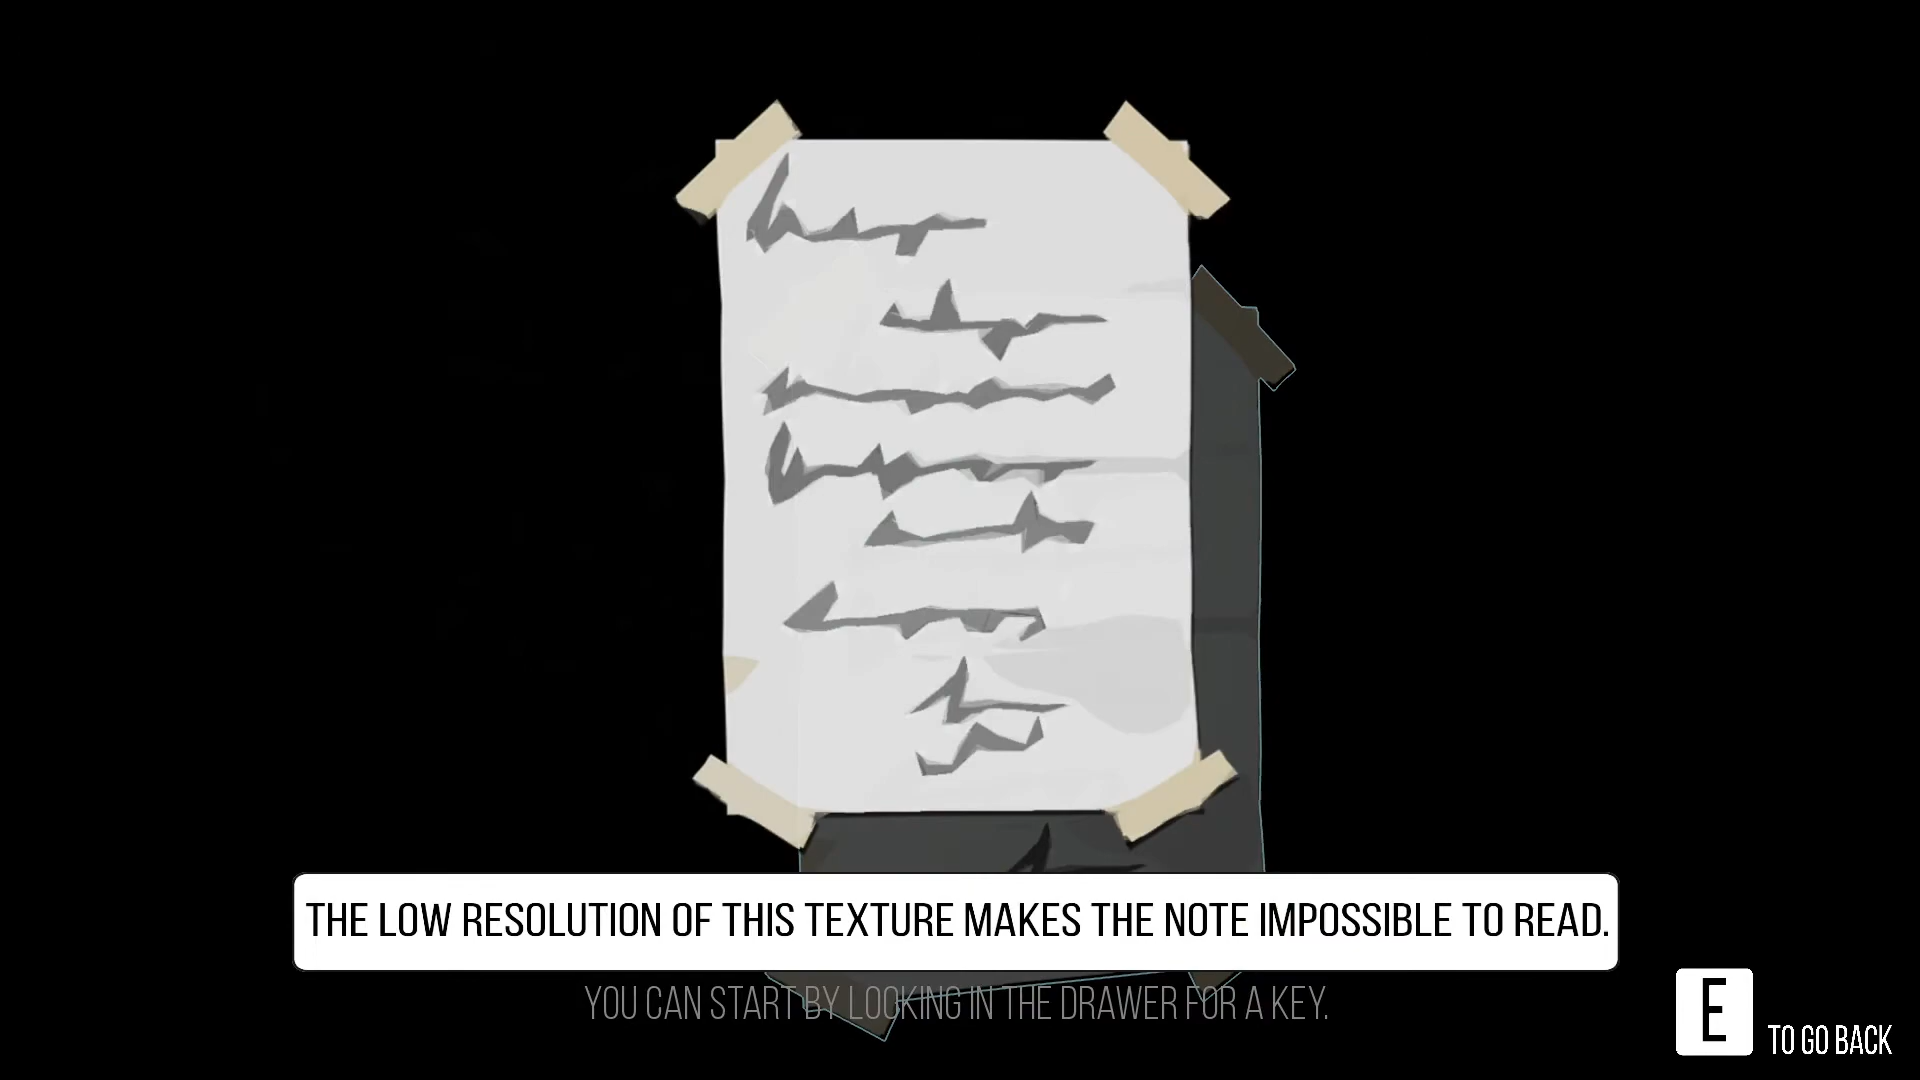 THE LOW RESOLUTION OF THIS TEXTURE MAKES THE NOTE IMPOSSIBLE TO READ.
YOU CAN START BY LOOKING IN THE DRAWER FOR A KEY.
E TO GO BACK